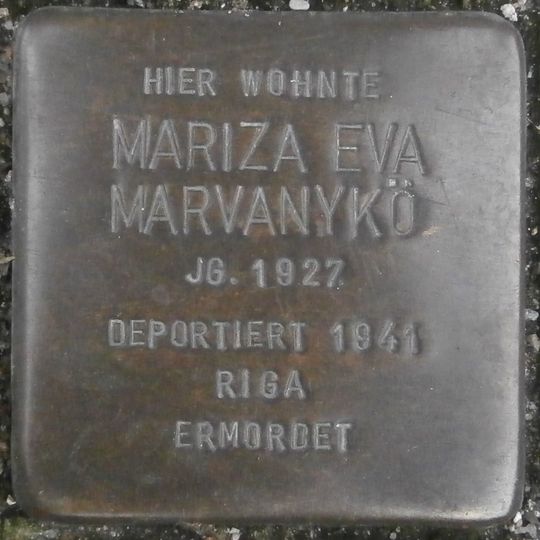 HIER WOHNTE
MARIZA EVA
MARVANYKÖ
JG. 1927
DEPORTIERT 1941
RIGA
ERMORDET